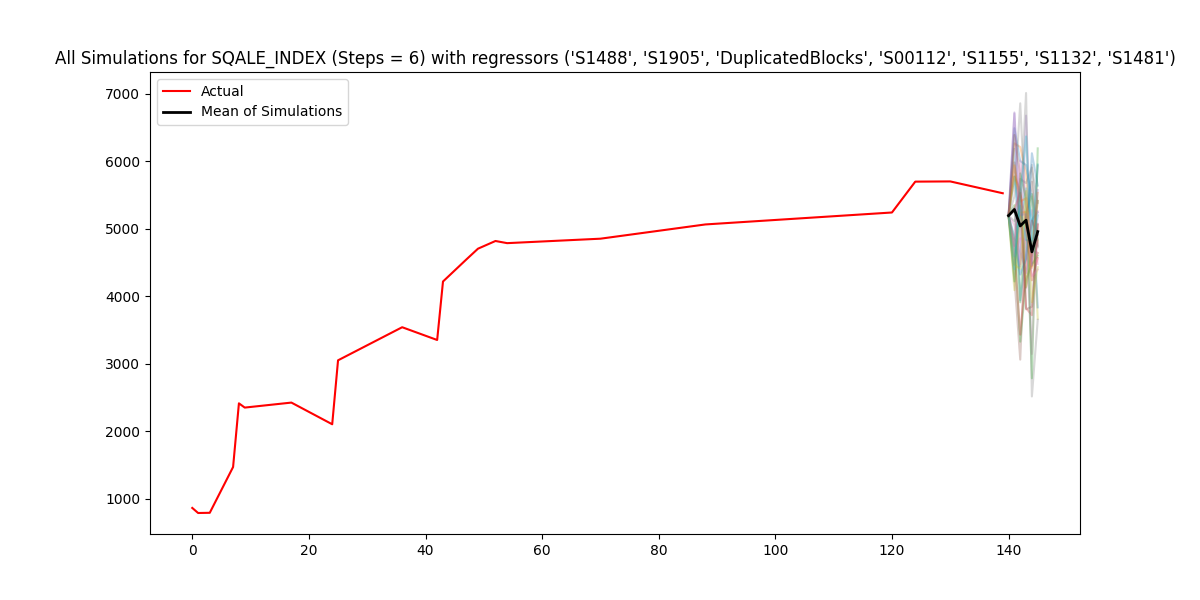 All Simulations for SQALE_INDEX (Steps = 6) with regressors ('S1488', 'S1905', 'DuplicatedBlocks', 'S00112', 'S1155', 'S1132', 'S1481')
Actual
Mean of Simulations
7000
6000
5000
4000
3000
2000
1000
0 20 40 60 80 100 120 140